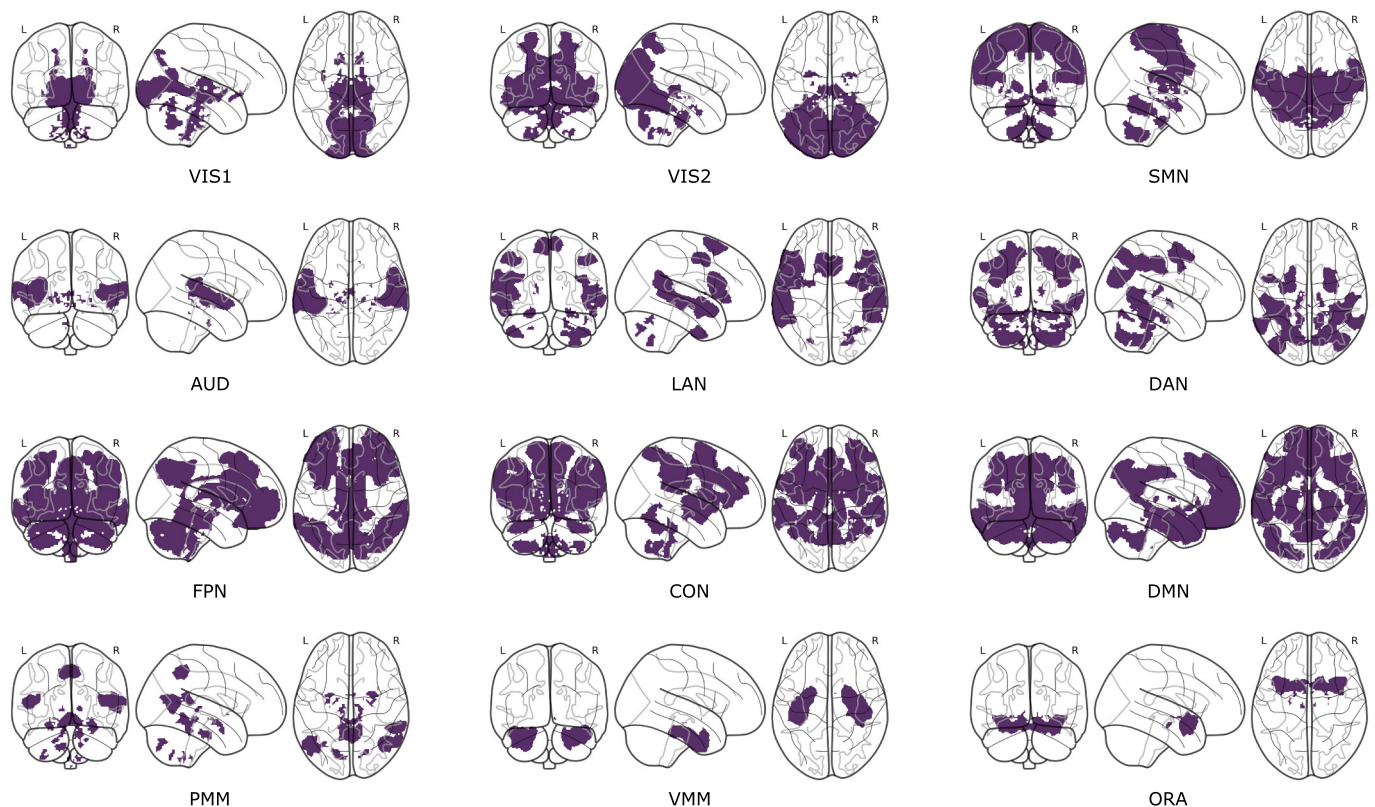 L R L R L R
VIS1 VIS2 SMN
L R L R L R
AUD LAN DAN
L R L R L R
FPN CON DMN
L R L R L R
PMM VMM ORA